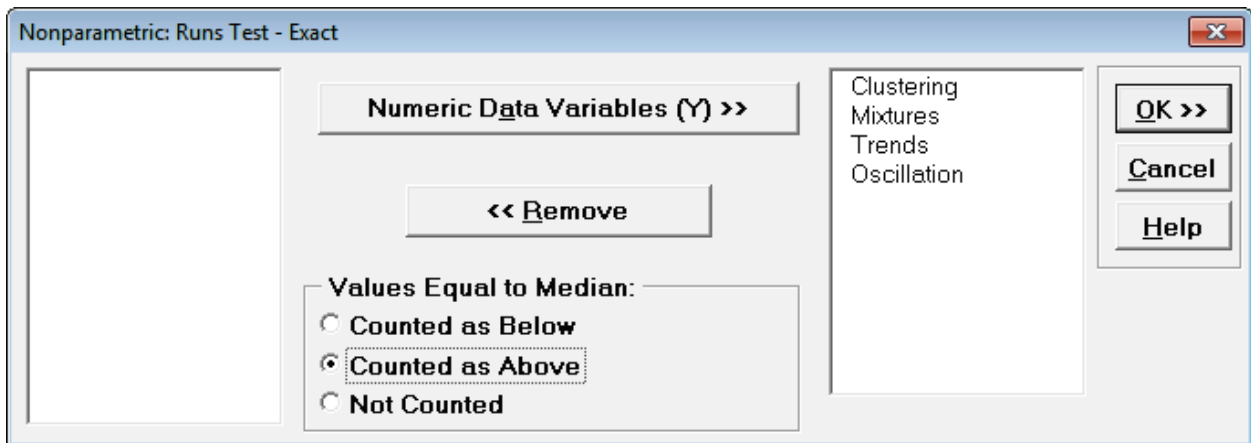 Nonparametric: Runs Test - Exact
Numeric Data Variables (Y) >>
<< Remove
Values Equal to Median:
Counted as Below
Counted as Above
Not Counted
Clustering
Mixtures
Trends
Oscillation
OK >>
Cancel
Help